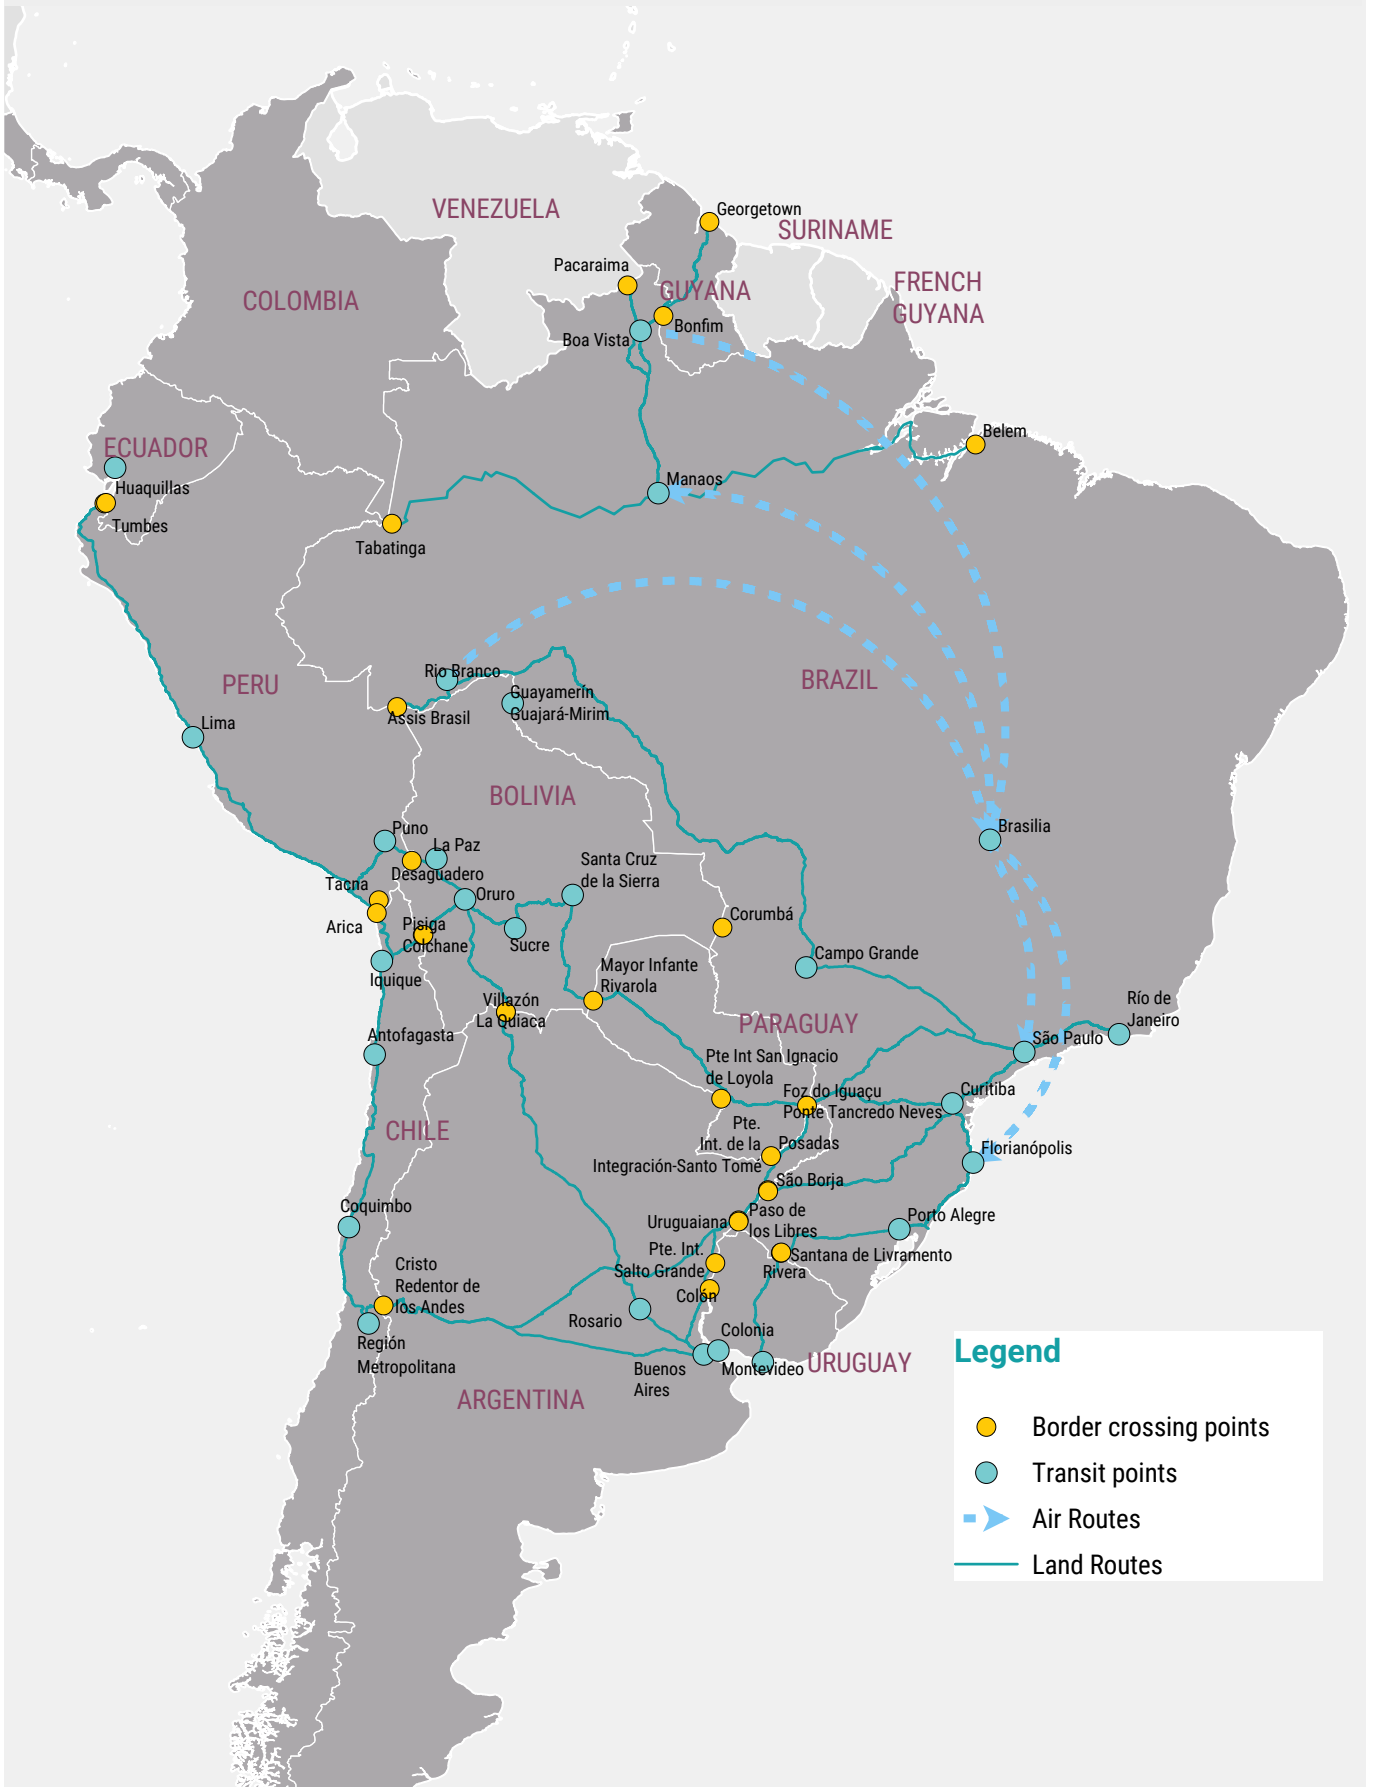 Georgetown
VENEZUELA
SURINAME
Pacaraima
COLOMBIA
GUYANA
FRENCH
GUYANA
Bonfim
Boa Vista
Belem
ECUADOR
Huaquillas
Manaos
Tumbes
Tabatinga
Rio Branco
PERU
BRAZIL
Guayamerín
Guajará-Mirim
Assis Brasil
Lima
BOLIVIA
Puno
Brasilia
La Paz
Desaguadero
Santa Cruz
de la Sierra
Tacna
Oruro
Arica
Pisiga
Colchane
Sucre
Corumbá
Campo Grande
Iquique
Mayor Infante
Rivarola
Villazón
La Quiaca
Río de
Janeiro
PARAGUAY
Antofagasta
São Paulo
Pte Int San Ignacio
de Loyola
Foz do Iguaçu
Ponte Tancredo Neves
Curitiba
CHILE
Pte.
Int. de la
Integración-Santo Tomé
Posadas
Florianópolis
São Borja
Coquimbo
Uruguaiana
Paso de
los Libres
Porto Alegre
Pte. Int.
Salto Grande
Santana de Livramento
Rivera
Cristo
Redentor de
los Andes
Colón
Rosario
Colonia
Región
Metropolitana
Buenos
Aires
Montevideo
URUGUAY
ARGENTINA
Legend
Border crossing points
Transit points
Air Routes
Land Routes